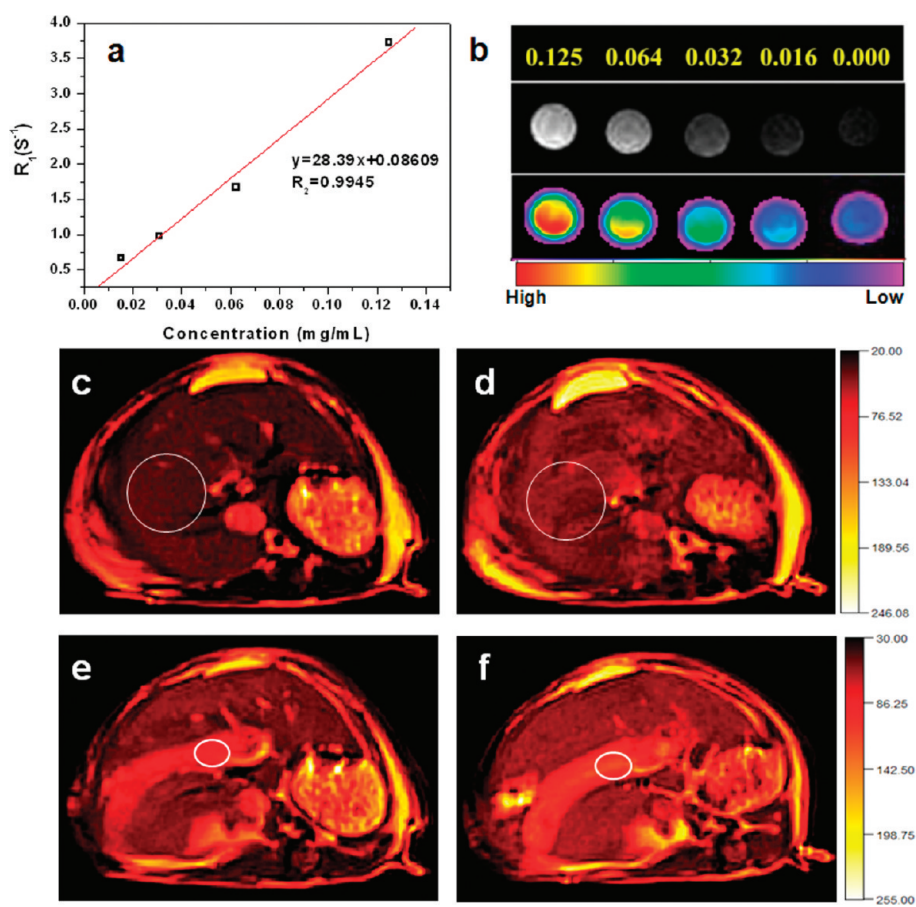 a
4.0
3.5
3.0
2.5
2.0
1.5
1.0
0.5
R1(S-1)
y=28.39x+0.08609
R2=0.9945
0.00 0.02 0.04 0.06 0.08 0.10 0.12 0.14
Concentration (mg/mL)
b
0.125 0.064 0.032 0.016 0.000
High Low
c
d
20.00
76.52
133.04
189.56
246.08
e
f
30.00
86.25
142.50
198.75
255.00